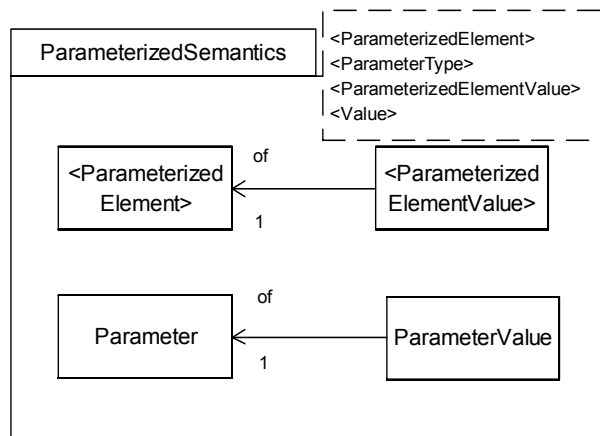 ParameterizedSemantics
<ParameterizedElement>
<ParameterType>
<ParameterizedElementValue>
<Value>
<Parameterized
Element>
of
1
<Parameterized
ElementValue>
Parameter
of
1
ParameterValue